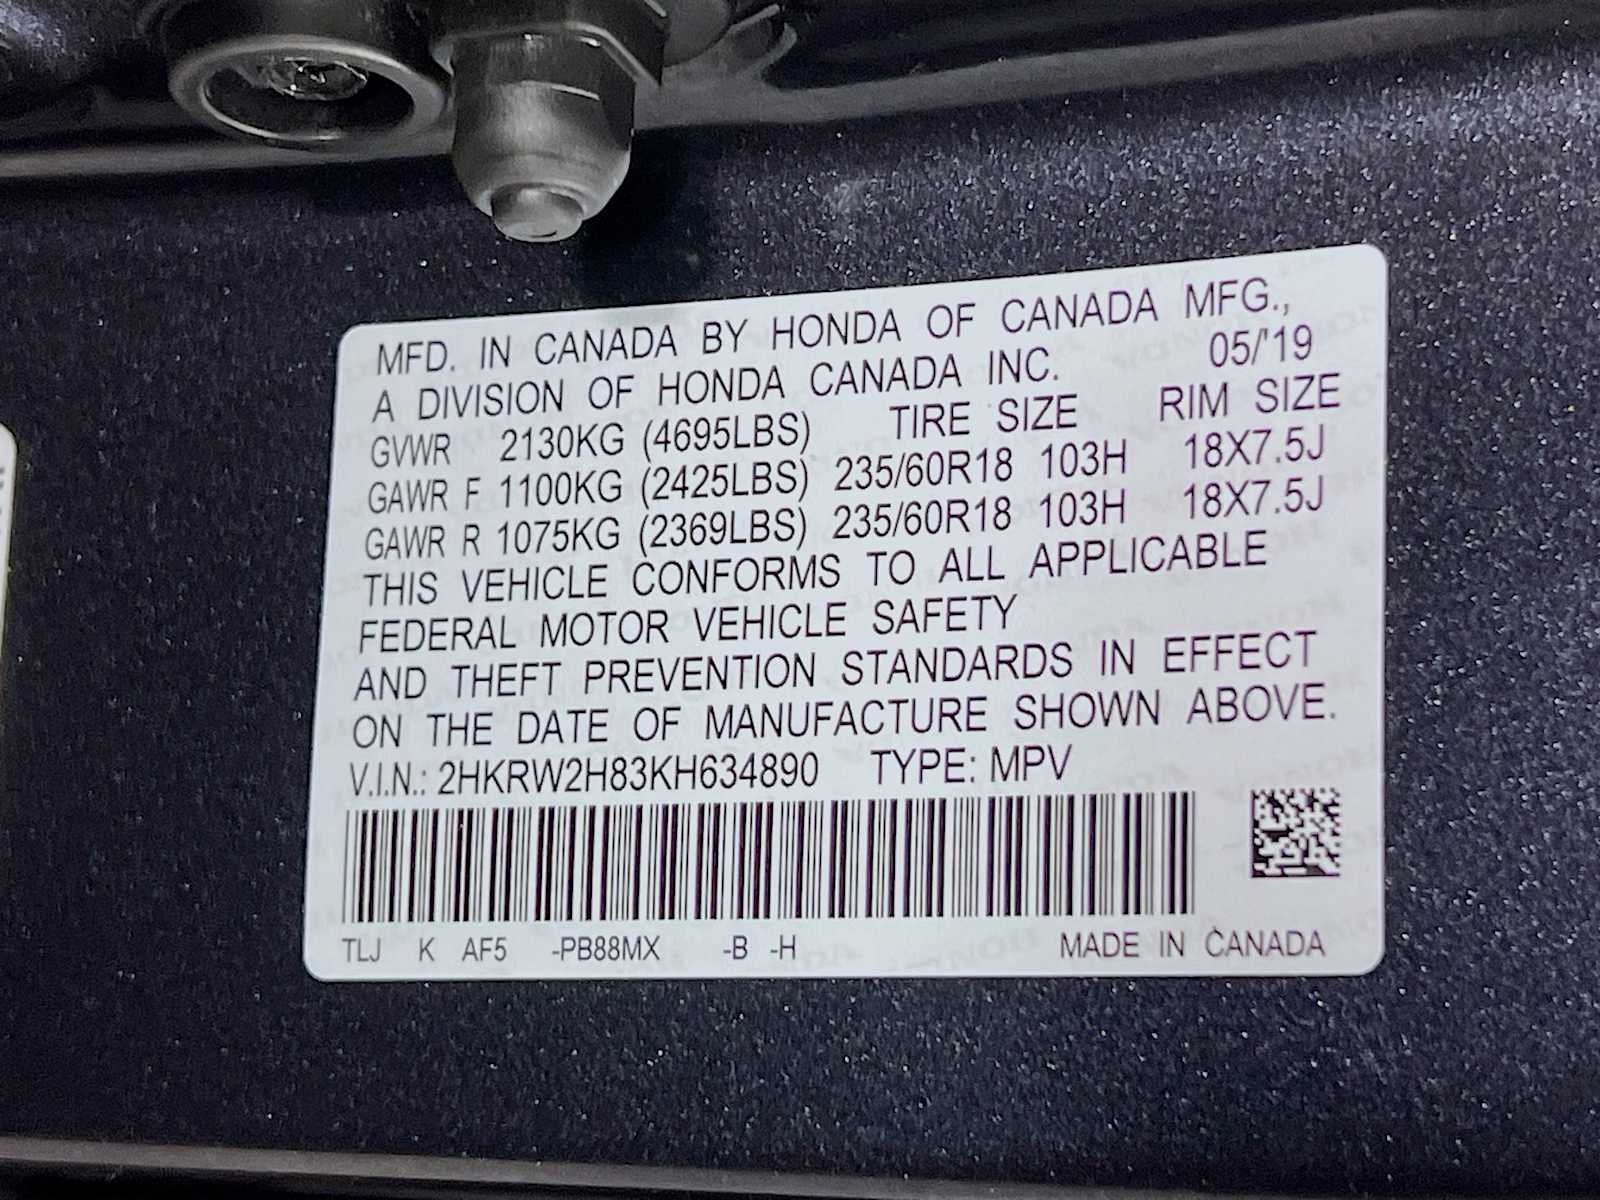 MFD. IN CANADA BY HONDA OF CANADA MFG.,
A DIVISION OF HONDA CANADA INC. 05/'19
GVWR 2130KG (4695LBS) TIRE SIZE RIM SIZE
GAWR F 1100KG (2425LBS) 235/60R18 103H 18X7.5J
GAWR R 1075KG (2369LBS) 235/60R18 103H 18X7.5J
THIS VEHICLE CONFORMS TO ALL APPLICABLE
FEDERAL MOTOR VEHICLE SAFETY
AND THEFT PREVENTION STANDARDS IN EFFECT
ON THE DATE OF MANUFACTURE SHOWN ABOVE.
V.I.N.: 2HKRW2H83KH634890 TYPE: MPV
TLJ K AF5 -PB88MX -B -H MADE IN CANADA